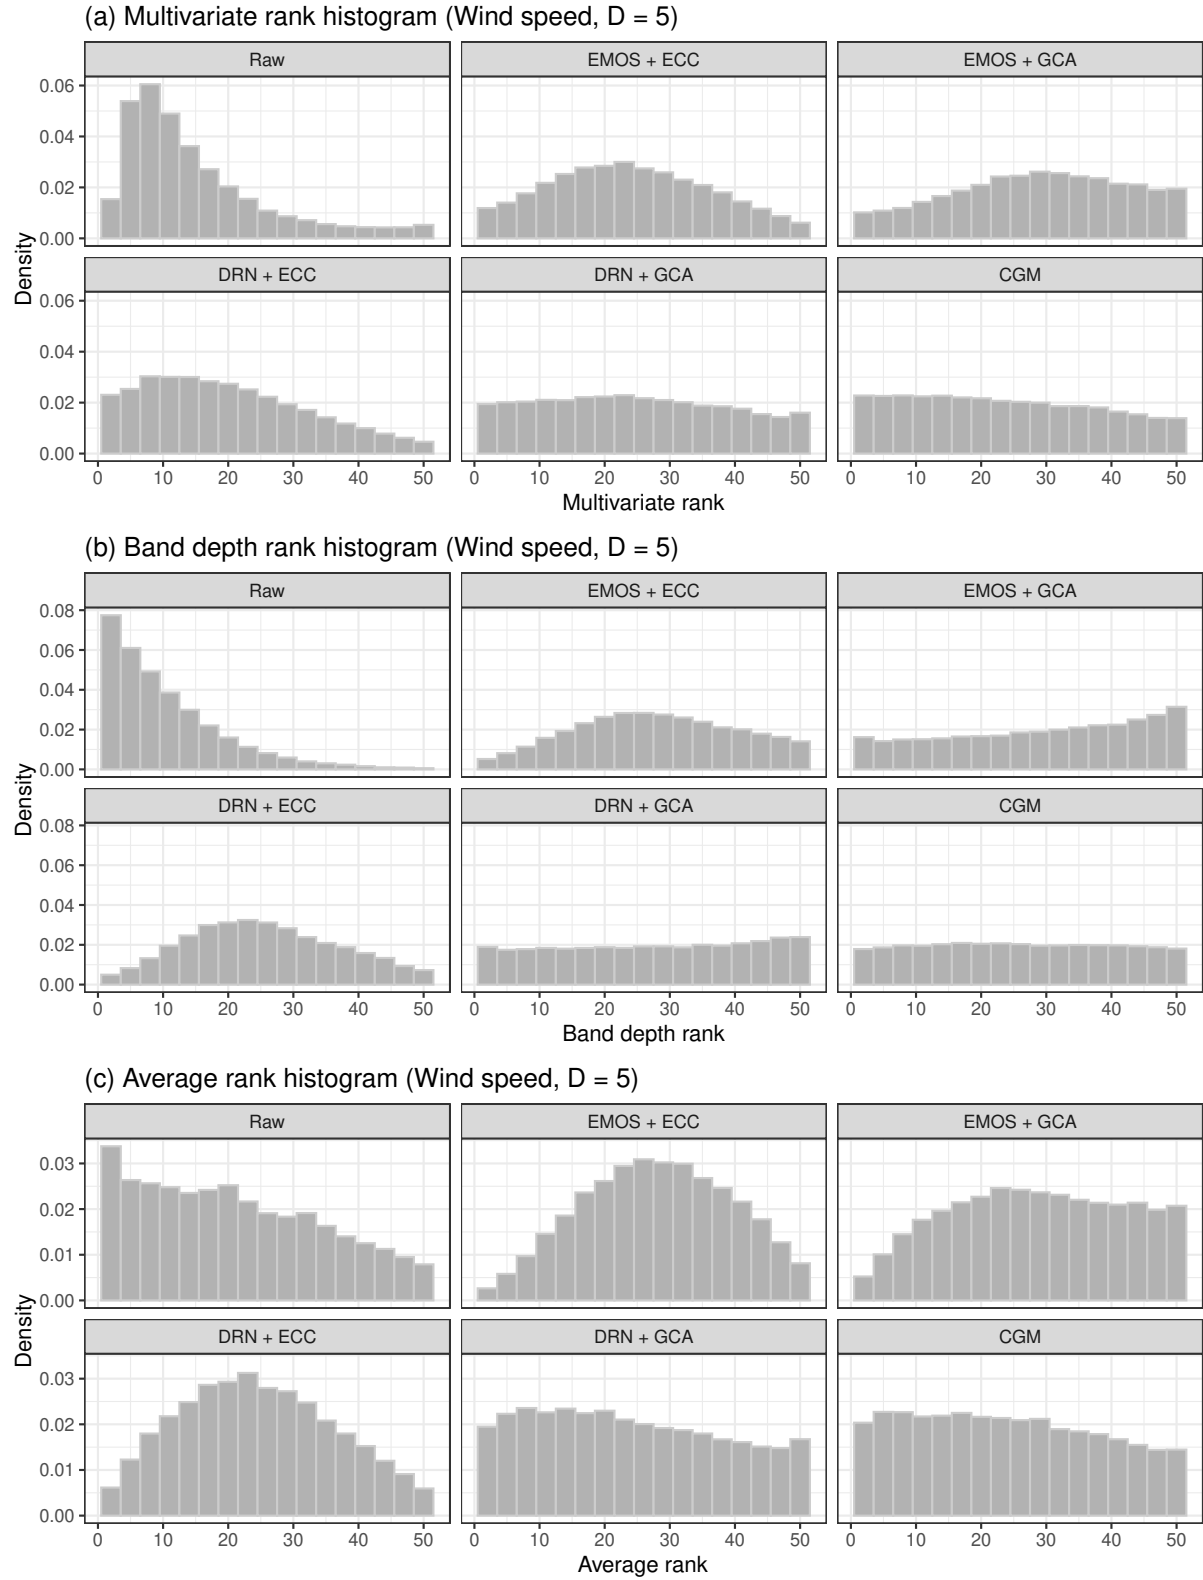 (a) Multivariate rank histogram (Wind speed, D = 5)
Raw EMOS + ECC EMOS + GCA
0.06
0.04
0.02
0.00
Density
DRN + ECC DRN + GCA CGM
0.06
0.04
0.02
0.00
0 10 20 30 40 50 0 10 20 30 40 50 0 10 20 30 40 50
Multivariate rank
(b) Band depth rank histogram (Wind speed, D = 5)
Raw EMOS + ECC EMOS + GCA
0.08
0.06
0.04
0.02
0.00
Density
DRN + ECC DRN + GCA CGM
0.08
0.06
0.04
0.02
0.00
0 10 20 30 40 50 0 10 20 30 40 50 0 10 20 30 40 50
Band depth rank
(c) Average rank histogram (Wind speed, D = 5)
Raw EMOS + ECC EMOS + GCA
0.03
0.02
0.01
0.00
Density
DRN + ECC DRN + GCA CGM
0.03
0.02
0.01
0.00
0 10 20 30 40 50 0 10 20 30 40 50 0 10 20 30 40 50
Average rank